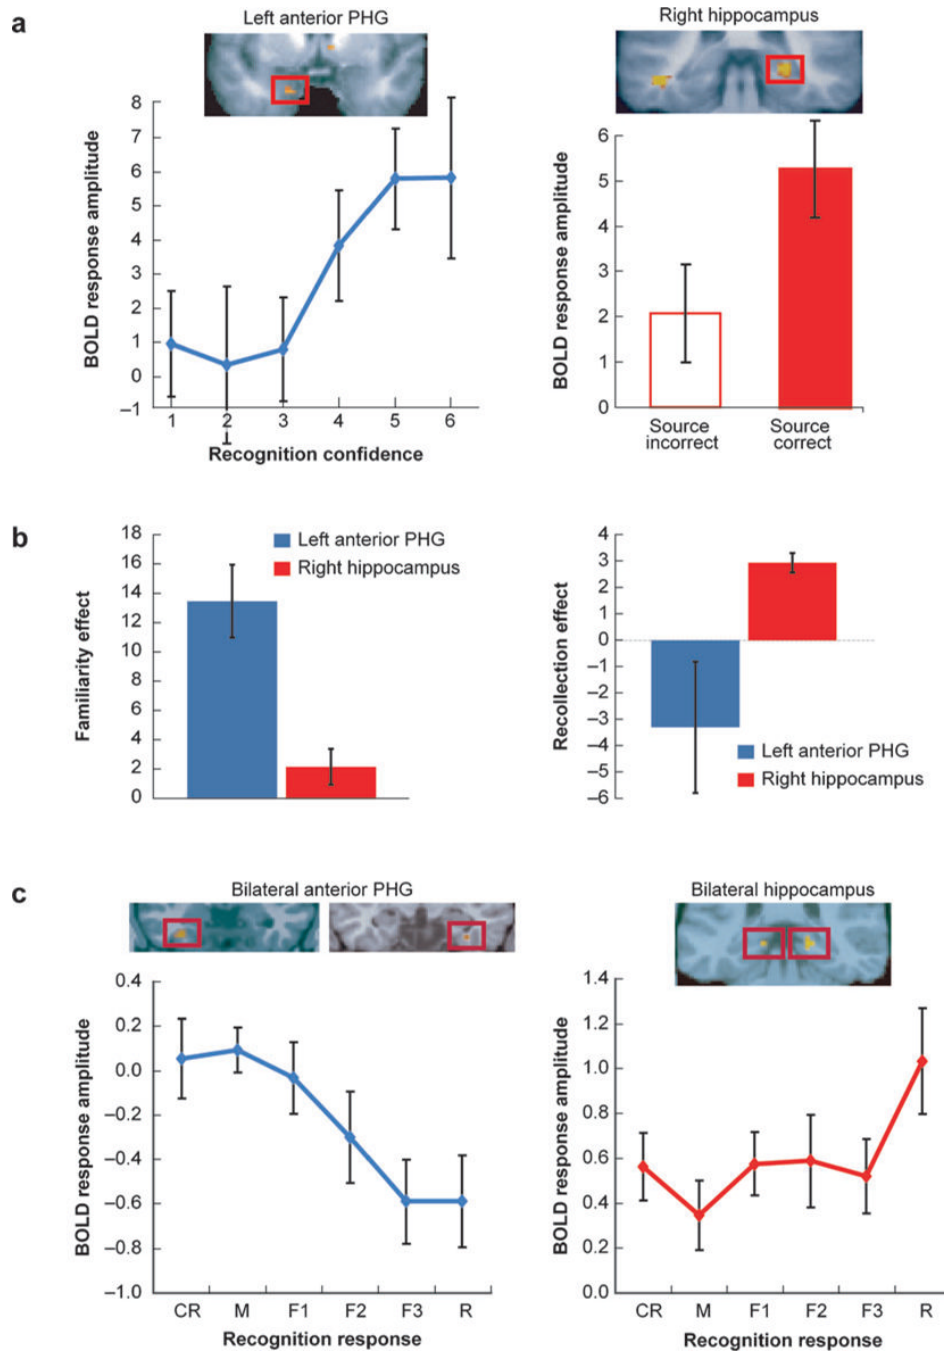 a
Left anterior PHG
BOLD response amplitude
8
7
6
5
4
3
2
1
0
–1
1 2 3 4 5 6
Recognition confidence
Right hippocampus
BOLD response amplitude
6
5
4
3
2
1
0
Source
incorrect
Source
correct
b
Familiarity effect
18
16
14
12
10
8
6
4
2
0
Left anterior PHG
Right hippocampus
Recollection effect
4
3
2
1
0
–1
–2
–3
–4
–5
–6
Left anterior PHG
Right hippocampus
c
Bilateral anterior PHG
BOLD response amplitude
0.4
0.2
0.0
–0.2
–0.4
–0.6
–0.8
–1.0
CR M F1 F2 F3 R
Recognition response
Bilateral hippocampus
BOLD response amplitude
1.4
1.2
1.0
0.8
0.6
0.4
0.2
0.0
CR M F1 F2 F3 R
Recognition response